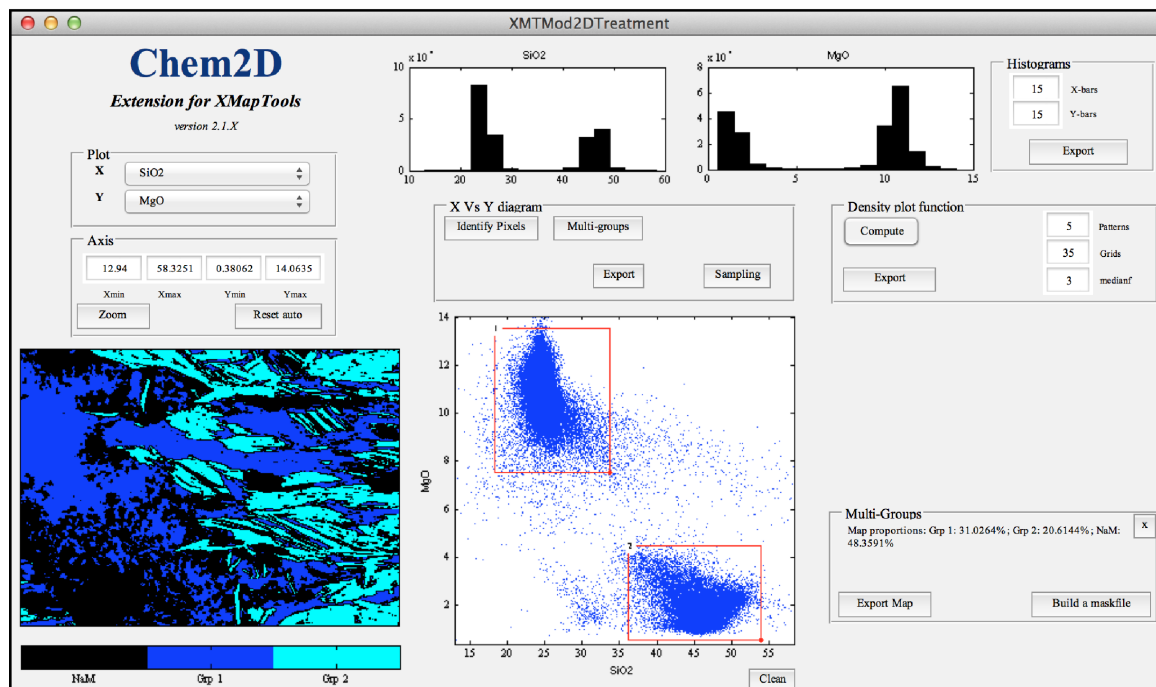 XMTMod2DTreatment
Chem2D
Extension for XMapTools
version 2.1.X
Plot
X SiO2
Y MgO
Axis
12.94 58.3251 0.38062 14.0635
Xmin Xmax Ymin Ymax
Zoom Reset auto
NaM Grp 1 Grp 2
SiO2
10
5
0
10 20 30 40 50 60
MgO
8
6
4
2
0
0 5 10 15
Histograms
15 X-bars
15 Y-bars
Export
X Vs Y diagram
Identify Pixels Multi-groups
Export Sampling
Density plot function
Compute
Export
5 Patterns
35 Grids
3 medianf
14
12
10
8
6
4
2
MgO
1
2
15 20 25 30 35 40 45 50 55
SiO2
Clean
Multi-Groups
Map proportions: Grp 1: 31.0264%; Grp 2: 20.6144%; NaM:
48.3591%
x
Export Map Build a maskfile